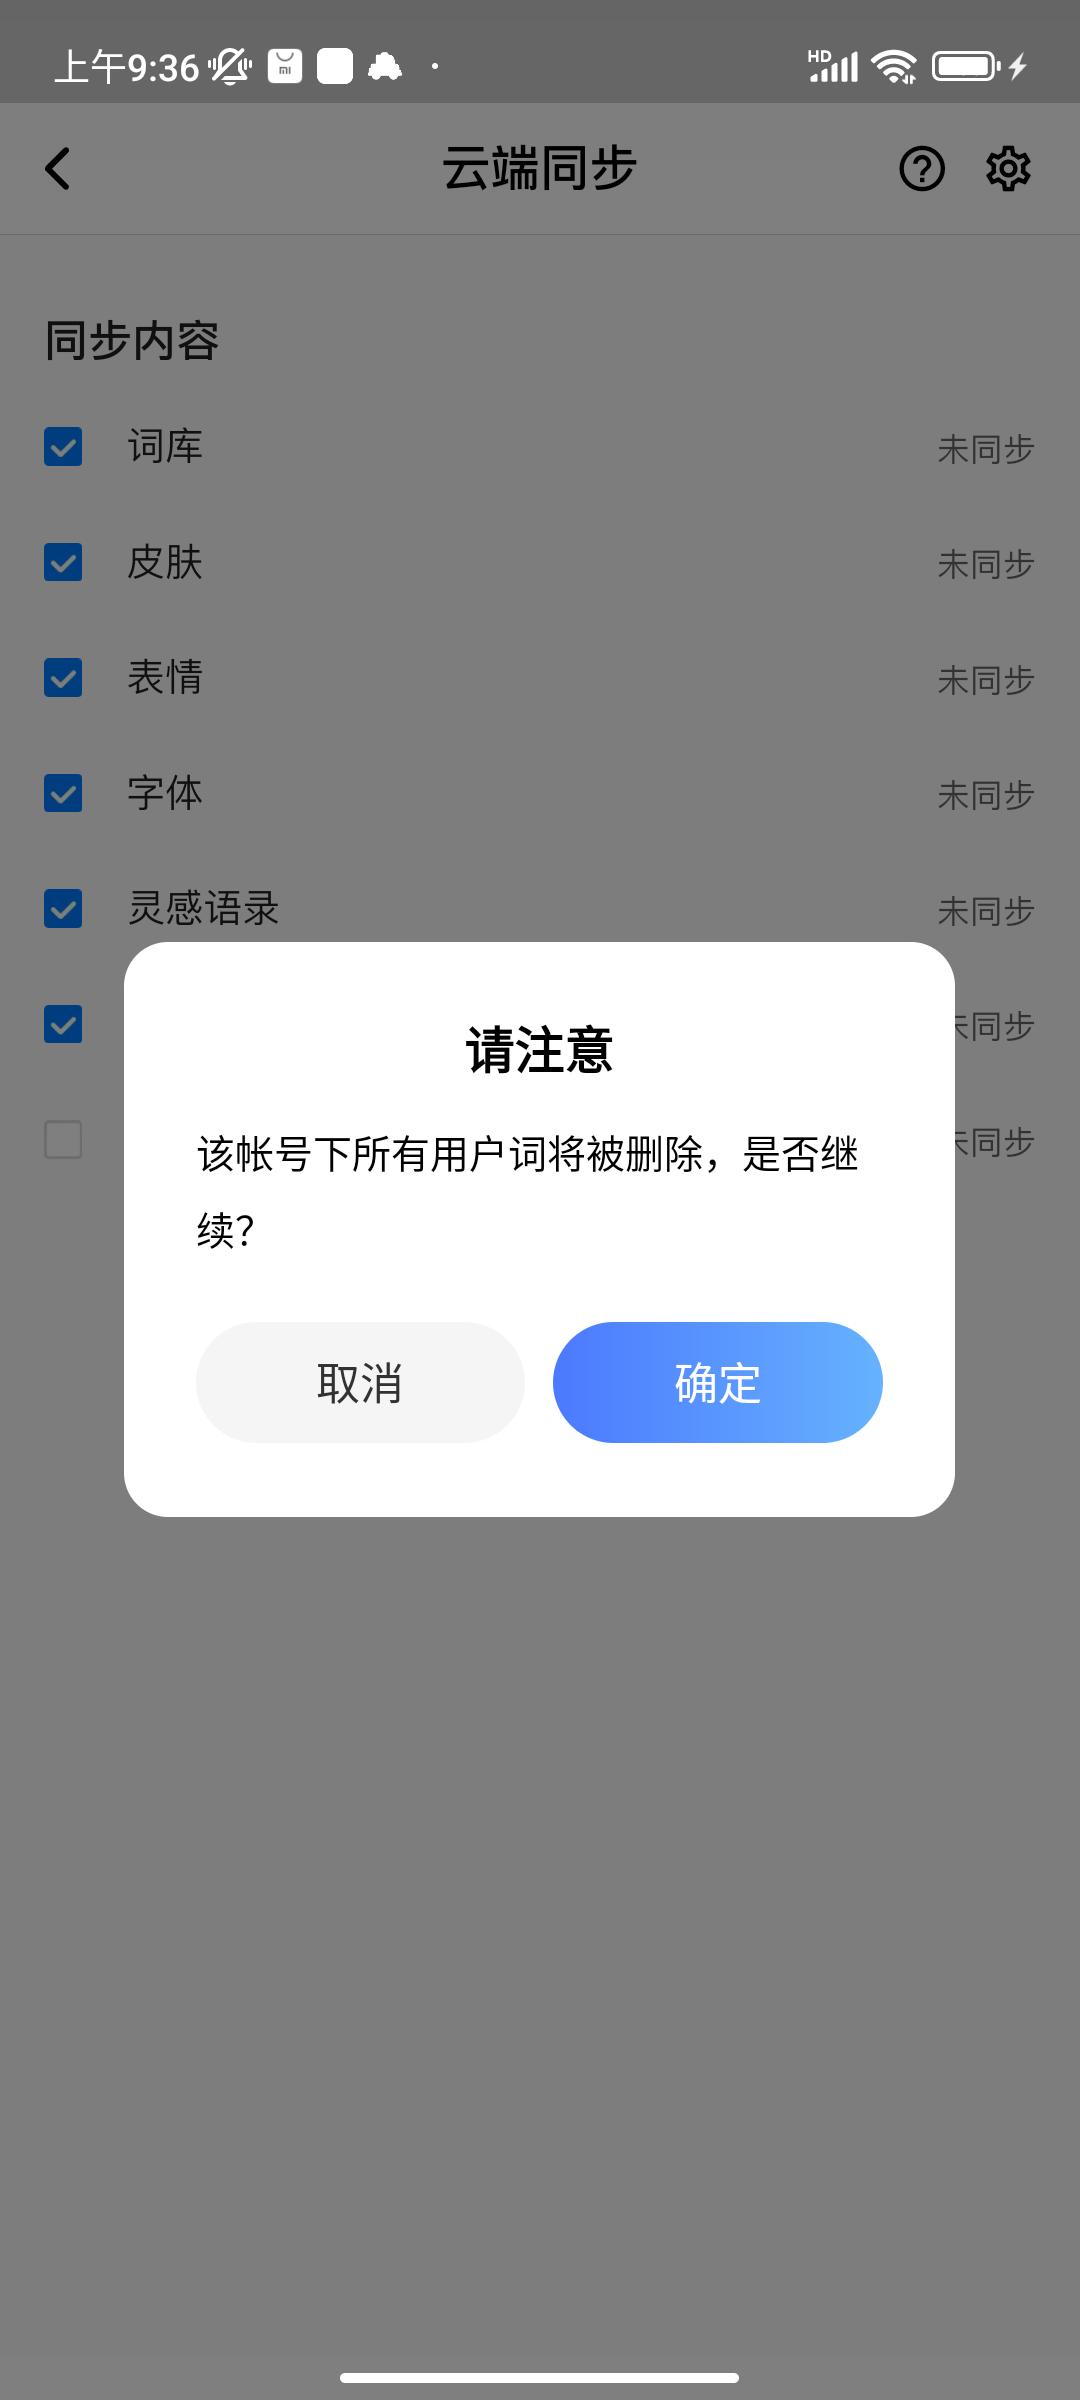 上午9:36
HD
云端同步
同步内容
词库 未同步
皮肤 未同步
表情 未同步
字体 未同步
灵感语录 未同步
同步
同步
请注意
该帐号下所有用户词将被删除，是否继
续？
取消 确定